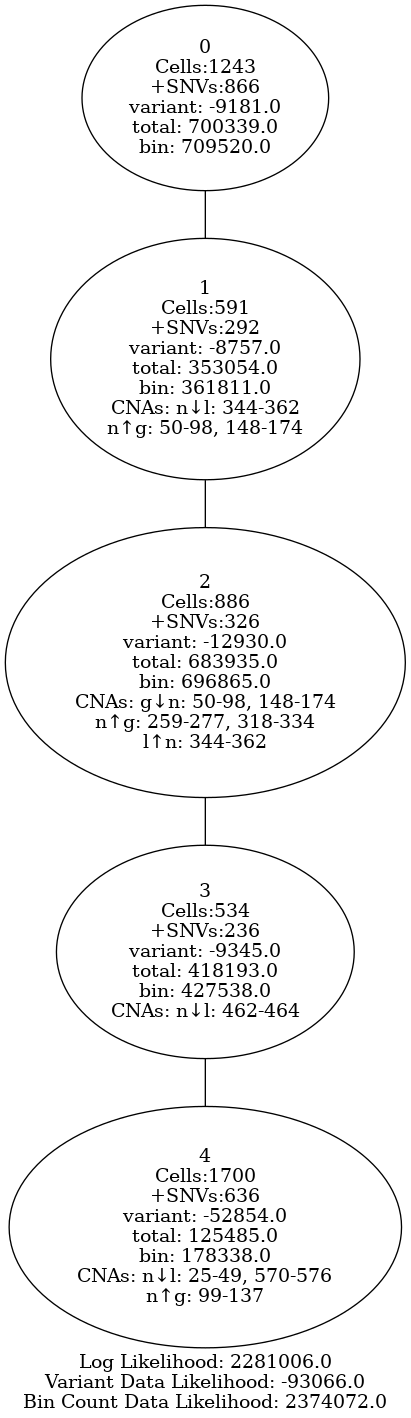 0
Cells:1243
+SNVs:866
variant: -9181.0
total: 700339.0
bin: 709520.0
1
Cells:591
+SNVs:292
variant: -8757.0
total: 353054.0
bin: 361811.0
CNAs: n↓l: 344-362
n↑g: 50-98, 148-174
2
Cells:886
+SNVs:326
variant: -12930.0
total: 683935.0
bin: 696865.0
CNAs: g↓n: 50-98, 148-174
n↑g: 259-277, 318-334
l↑n: 344-362
3
Cells:534
+SNVs:236
variant: -9345.0
total: 418193.0
bin: 427538.0
CNAs: n↓l: 462-464
4
Cells:1700
+SNVs:636
variant: -52854.0
total: 125485.0
bin: 178338.0
CNAs: n↓l: 25-49, 570-576
n↑g: 99-137
Log Likelihood: 2281006.0
Variant Data Likelihood: -93066.0
Bin Count Data Likelihood: 2374072.0